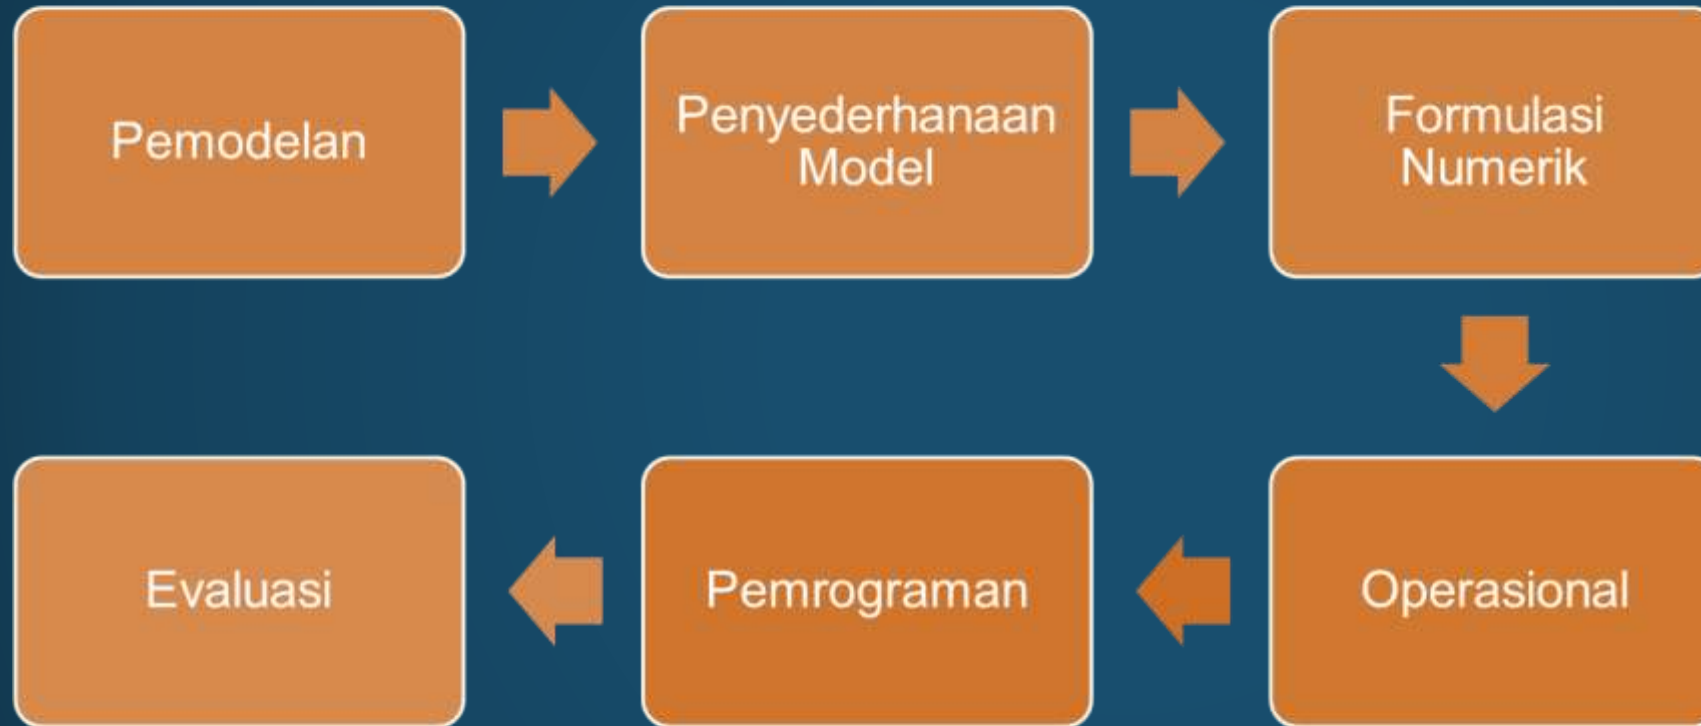 Pemodelan
Penyederhanaan
Model
Formulasi
Numerik
Operasional
Pemrograman
Evaluasi